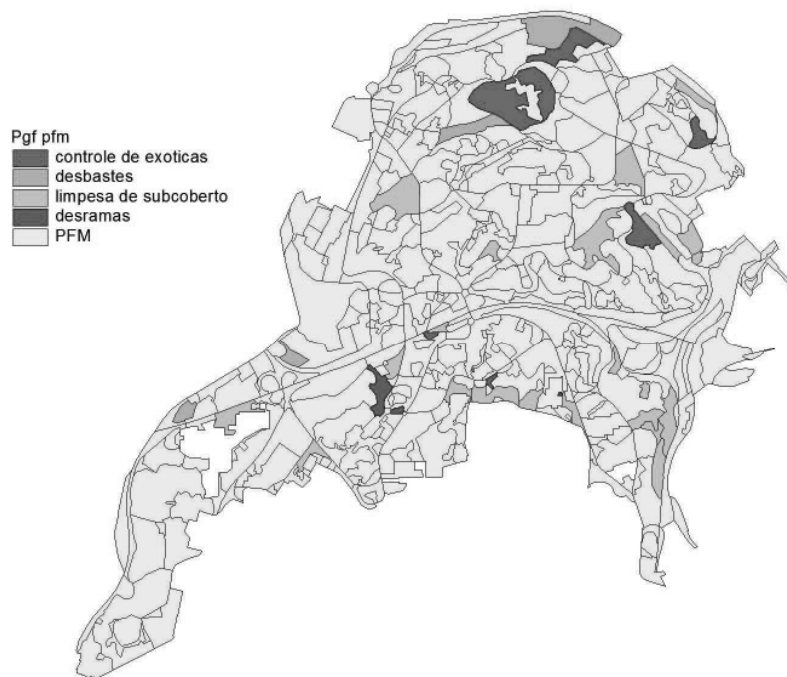 Pgf pfm
controle de exoticas
desbastes
limpesa de subcoberto
desramas
PFM